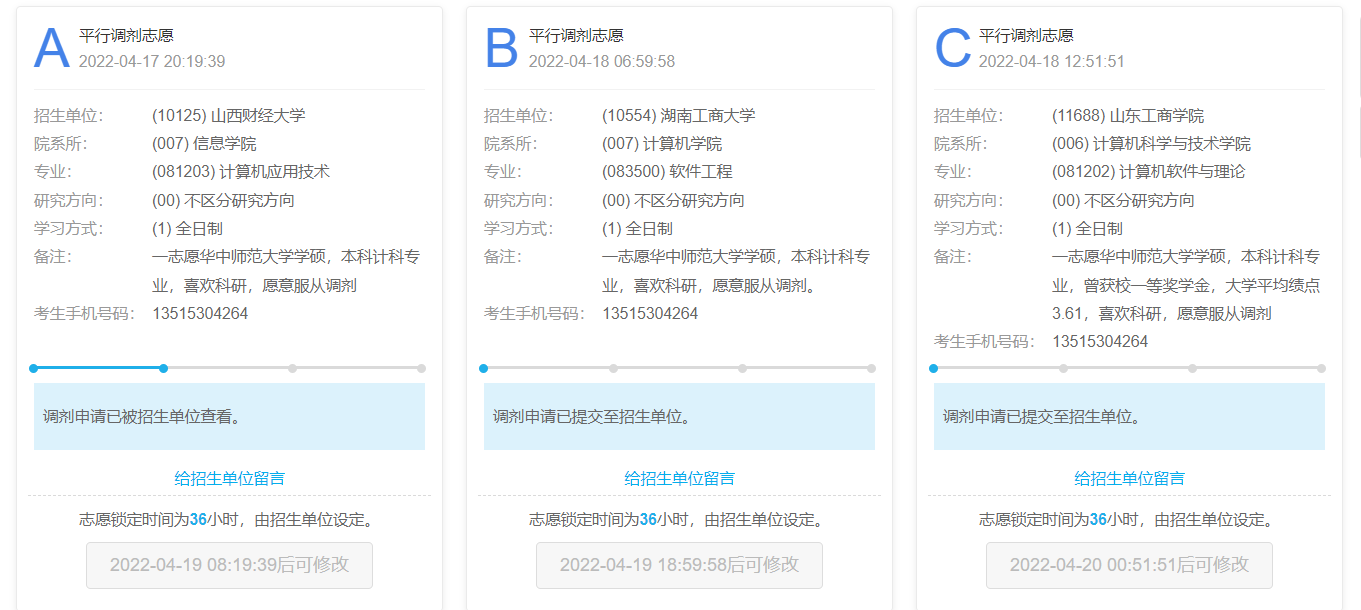 A
平行调剂志愿
2022-04-17 20:19:39
招生单位： (10125) 山西财经大学
院系所： (007) 信息学院
专业： (081203) 计算机应用技术
研究方向： (00) 不区分研究方向
学习方式： (1) 全日制
备注： 一志愿华中师范大学学硕，本科计科专
业，喜欢科研，愿意服从调剂
考生手机号码： 13515304264
调剂申请已被招生单位查看。
给招生单位留言
志愿锁定时间为36小时，由招生单位设定。
2022-04-19 08:19:39后可修改
B
平行调剂志愿
2022-04-18 06:59:58
招生单位： (10554) 湖南工商大学
院系所： (007) 计算机学院
专业： (083500) 软件工程
研究方向： (00) 不区分研究方向
学习方式： (1) 全日制
备注： 一志愿华中师范大学学硕，本科计科专
业，喜欢科研，愿意服从调剂。
考生手机号码： 13515304264
调剂申请已提交至招生单位。
给招生单位留言
志愿锁定时间为36小时，由招生单位设定。
2022-04-19 18:59:58后可修改
C
平行调剂志愿
2022-04-18 12:51:51
招生单位： (11688) 山东工商学院
院系所： (006) 计算机科学与技术学院
专业： (081202) 计算机软件与理论
研究方向： (00) 不区分研究方向
学习方式： (1) 全日制
备注： 一志愿华中师范大学学硕，本科计科专
业，曾获校一等奖学金，大学平均绩点
3.61，喜欢科研，愿意服从调剂
考生手机号码： 13515304264
调剂申请已提交至招生单位。
给招生单位留言
志愿锁定时间为36小时，由招生单位设定。
2022-04-20 00:51:51后可修改